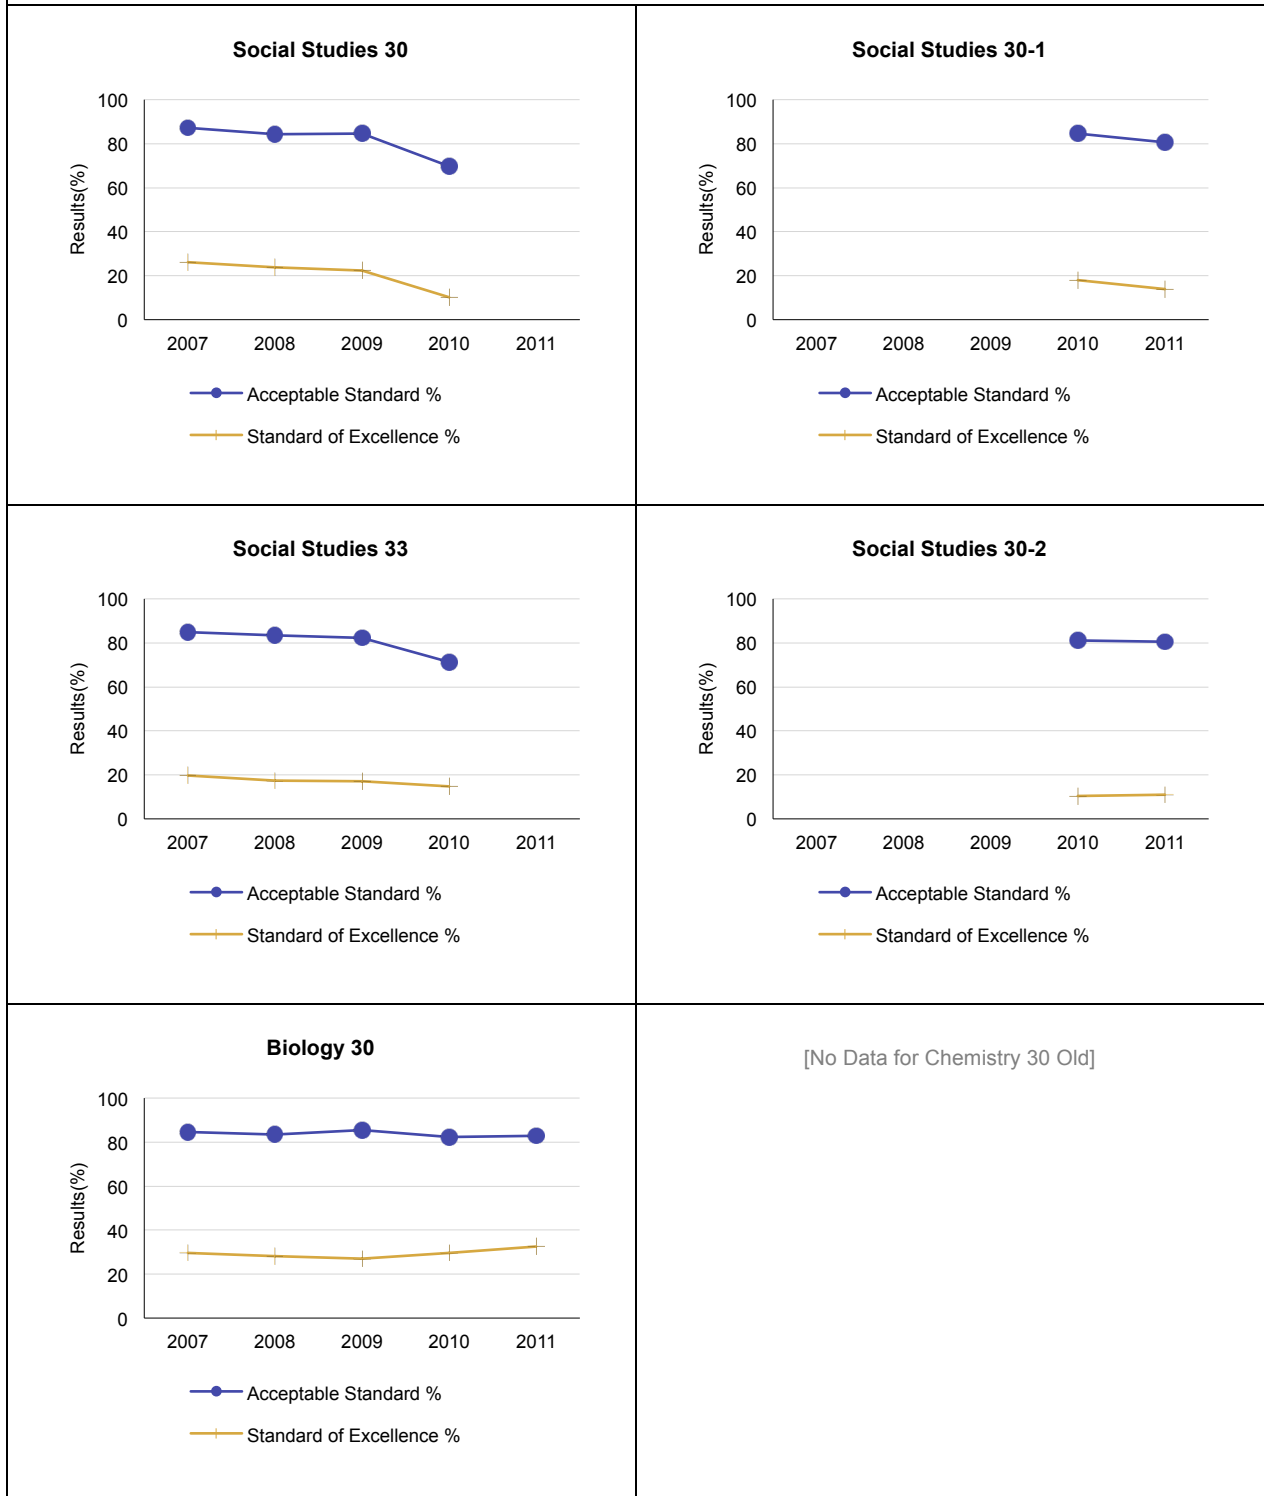 Social Studies 30
Results(%)
100
80
60
40
20
0
2007 2008 2009 2010 2011
Acceptable Standard %
Standard of Excellence %
Social Studies 30-1
Results(%)
100
80
60
40
20
0
2007 2008 2009 2010 2011
Acceptable Standard %
Standard of Excellence %
Social Studies 33
Results(%)
100
80
60
40
20
0
2007 2008 2009 2010 2011
Acceptable Standard %
Standard of Excellence %
Social Studies 30-2
Results(%)
100
80
60
40
20
0
2007 2008 2009 2010 2011
Acceptable Standard %
Standard of Excellence %
Biology 30
Results(%)
100
80
60
40
20
0
2007 2008 2009 2010 2011
Acceptable Standard %
Standard of Excellence %
[No Data for Chemistry 30 Old]